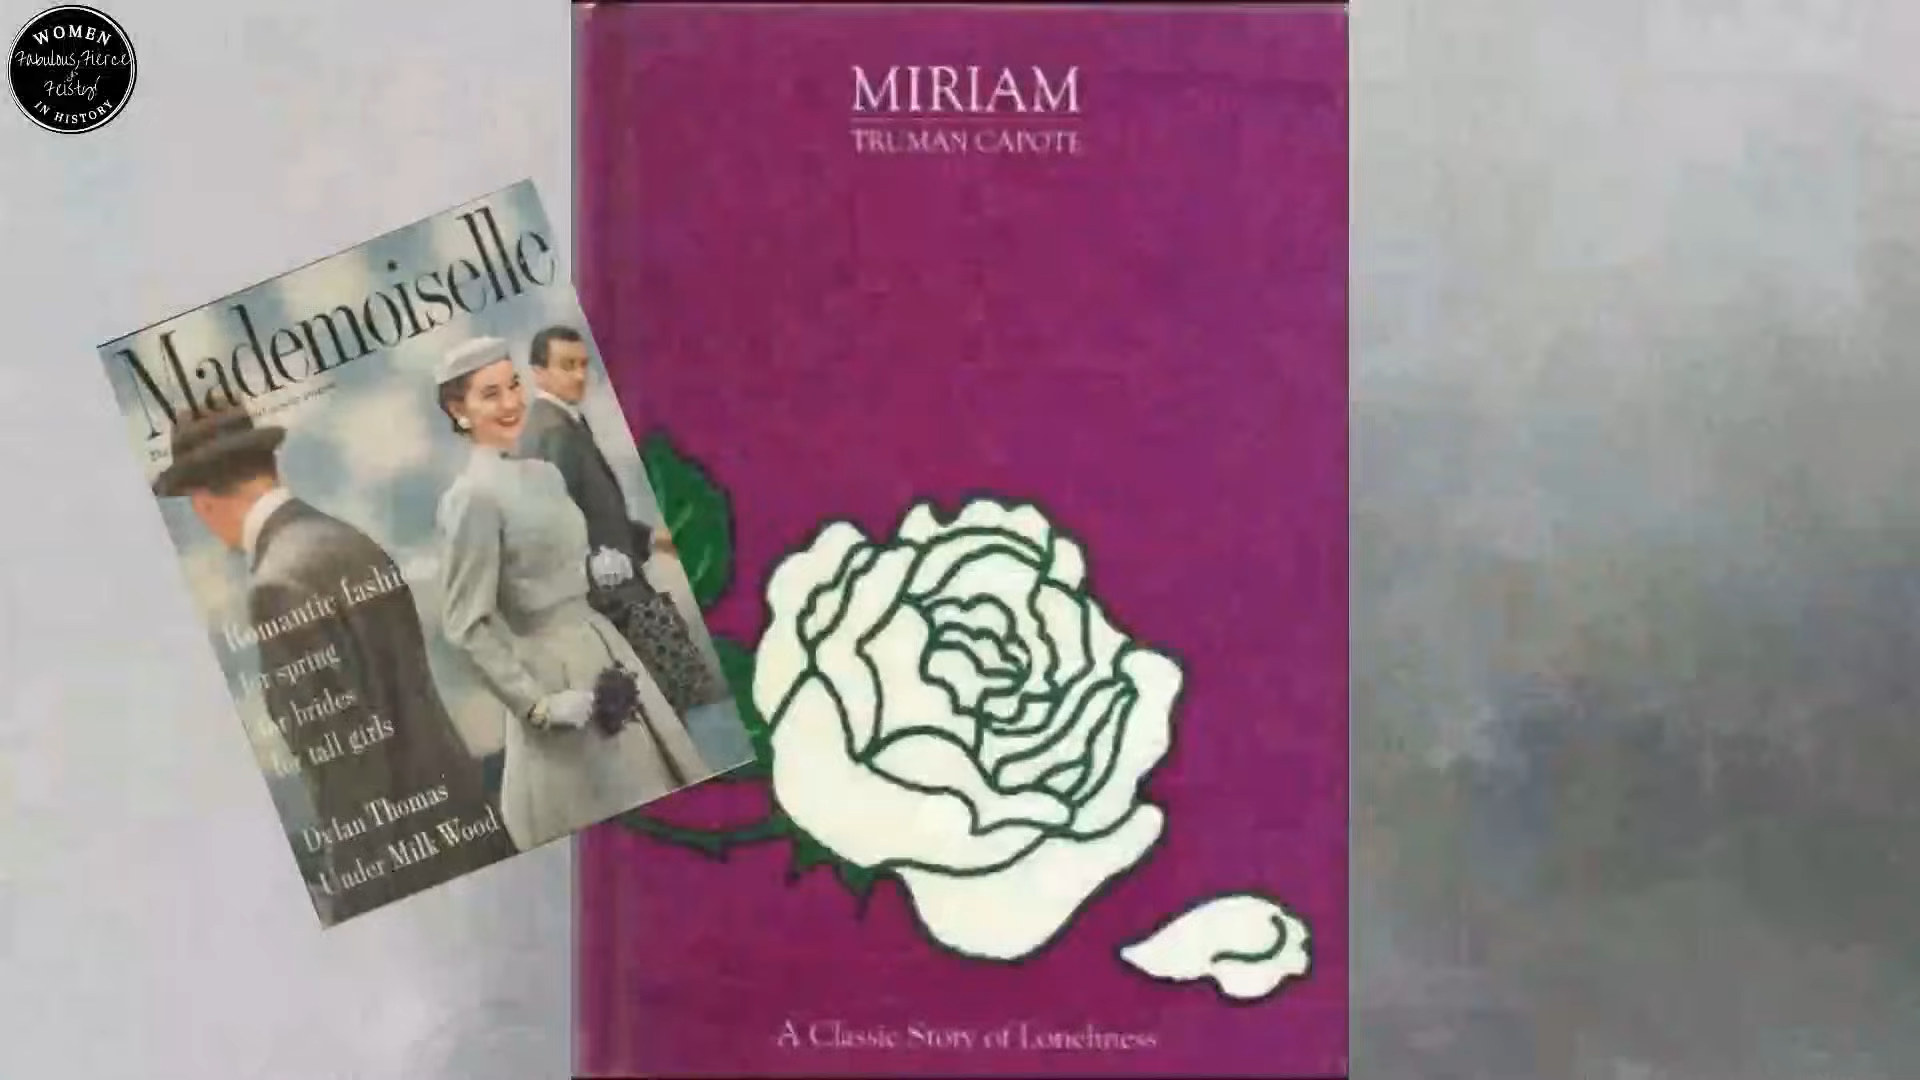 WOMEN
Fabulous, Fierce
&
Feisty!
IN HISTORY
MIRIAM
TRUMAN CAPOTE
Mademoiselle
Romantic fashi
for spring
for brides
for tall girls
Dylan Thomas
Under Milk Wood
A Classic Story of Loneliness